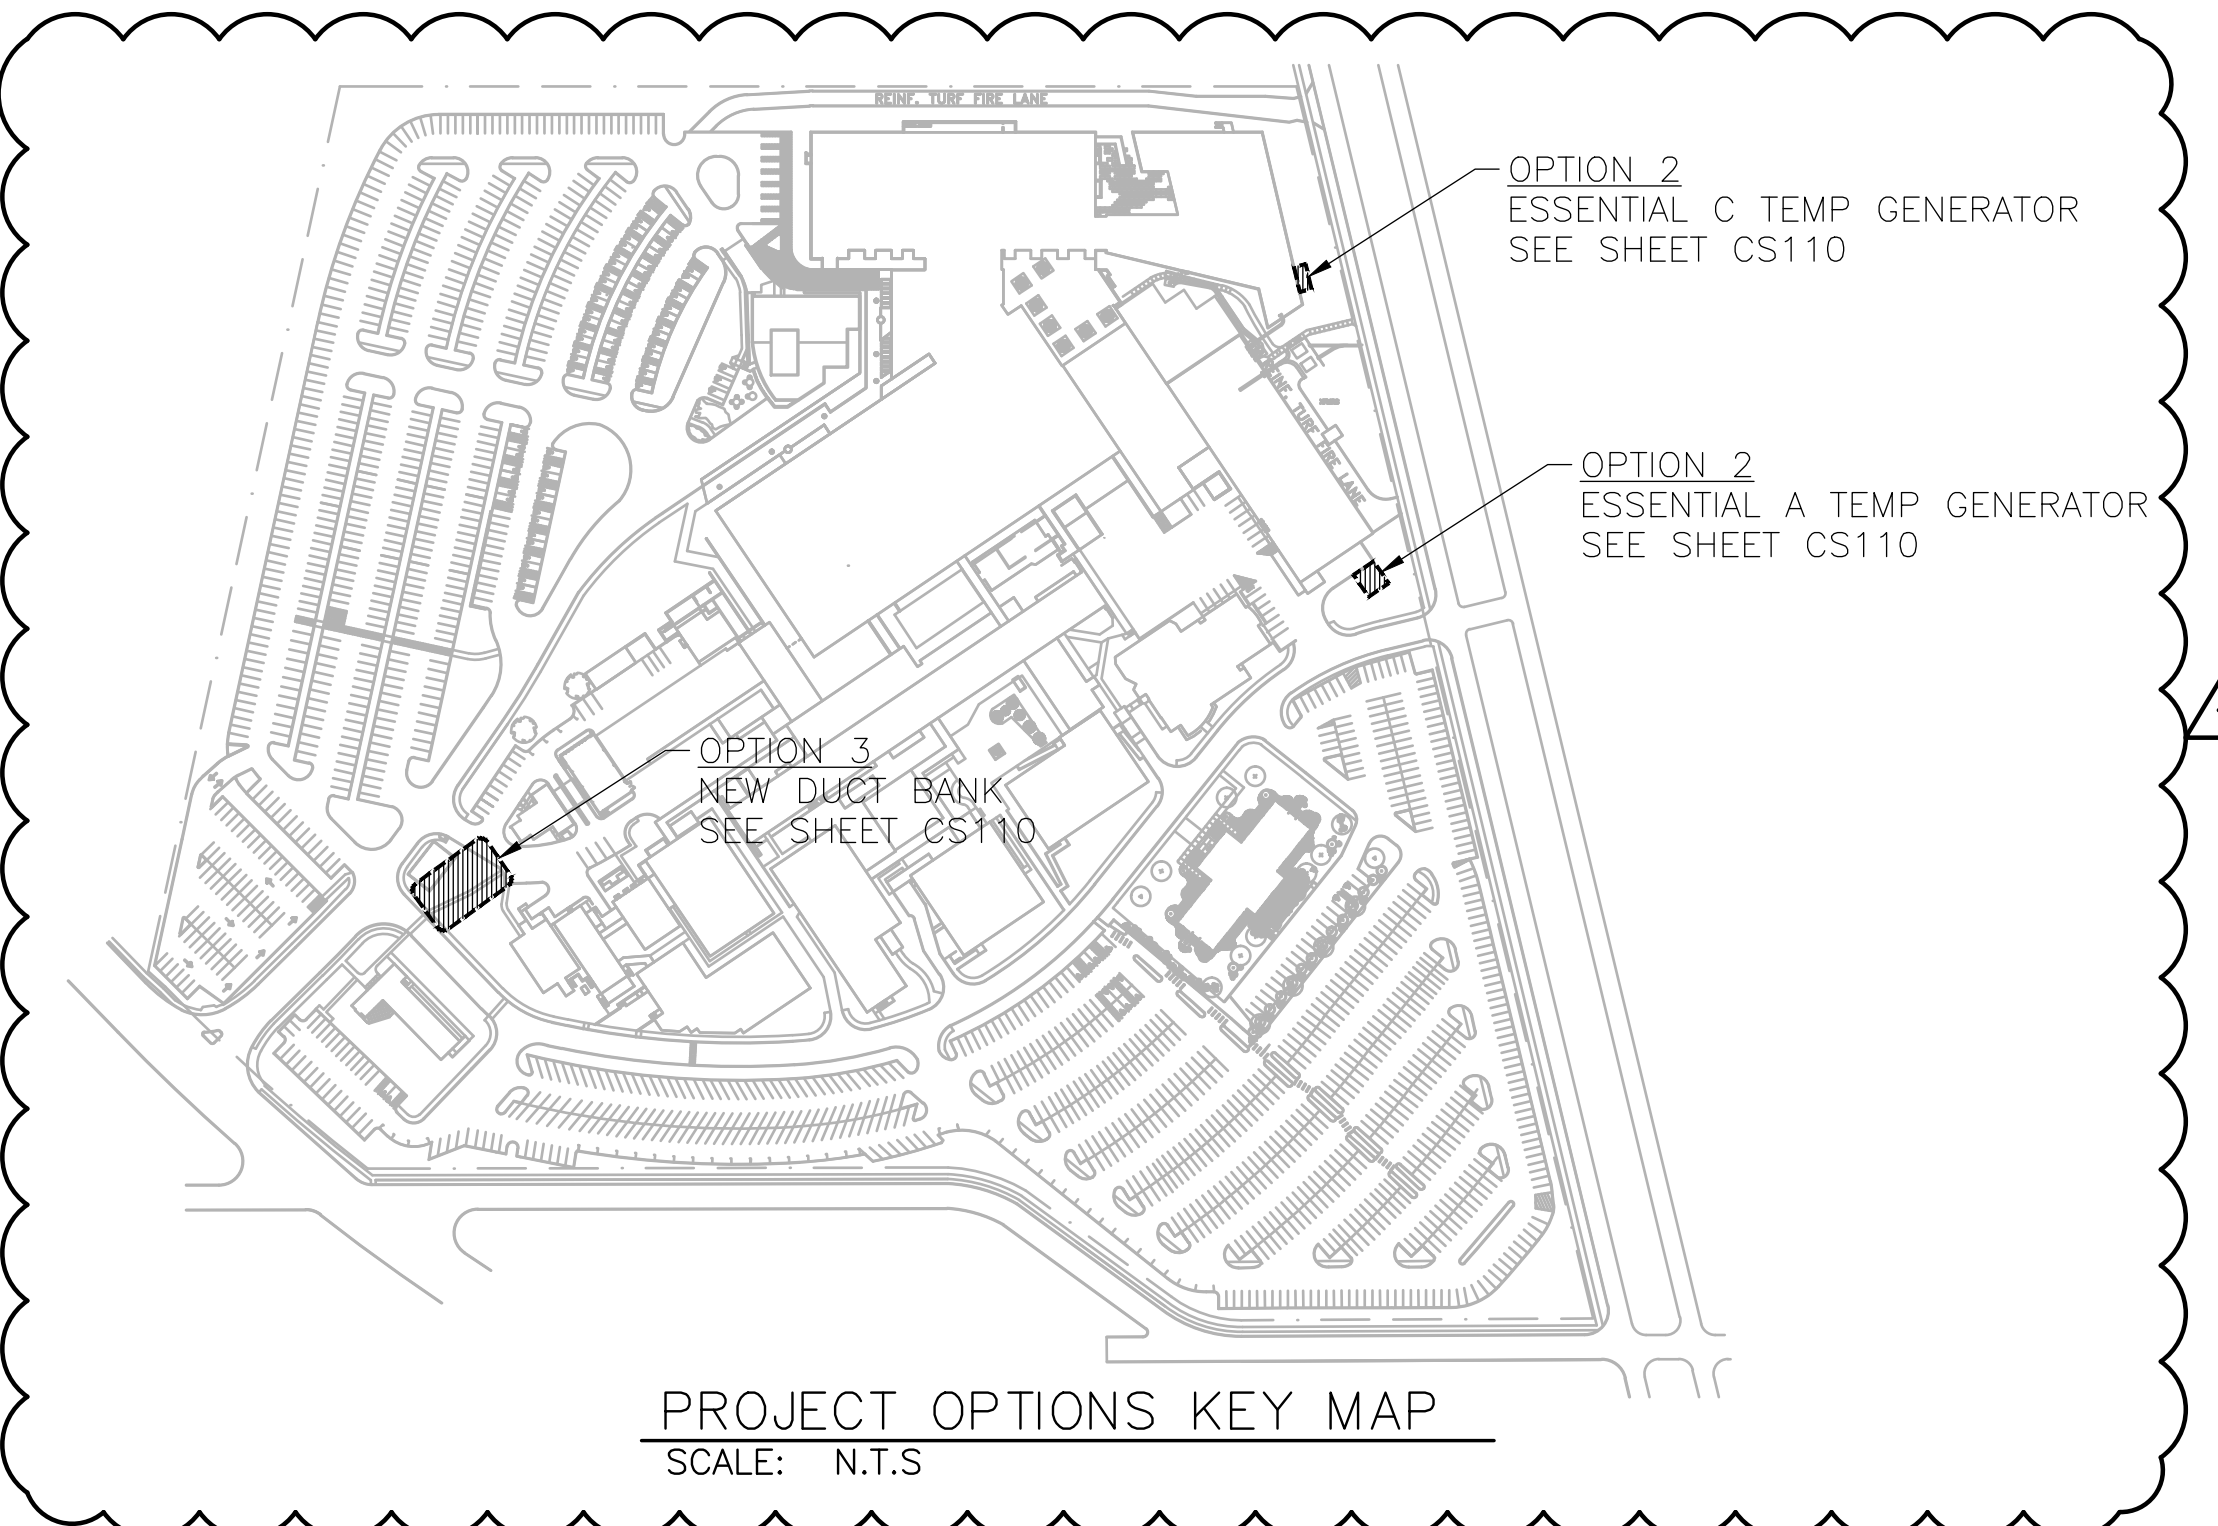 REINF. TURF FIRE LANE
OPTION 2
ESSENTIAL C TEMP GENERATOR
SEE SHEET CS110
REINF. TURF FIRE LANE
OPTION 2
ESSENTIAL A TEMP GENERATOR
SEE SHEET CS110
OPTION 3
NEW DUCT BANK
SEE SHEET CS110
PROJECT OPTIONS KEY MAP
SCALE: N.T.S